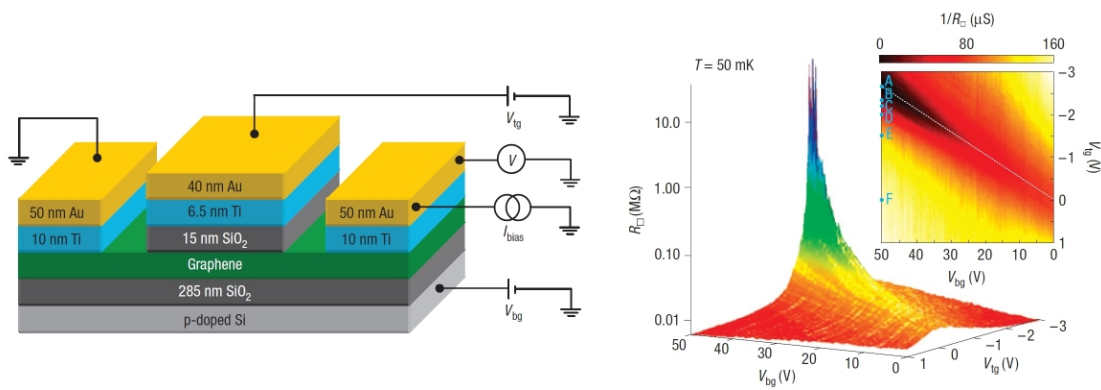 V_tg
V
40 nm Au
50 nm Au
6.5 nm Ti
50 nm Au
10 nm Ti
15 nm SiO₂
10 nm Ti
I_bias
Graphene
285 nm SiO₂
V_bg
p-doped Si
1/R□ (μS)
0 80 160
T = 50 mK
A
B
C
D
E
F
–3
–2
–1
0
1
V_tg (V)
50 40 30 20 10 0
V_bg (V)
10.0
1.00
0.10
0.01
R□ (MΩ)
50 40 30 20 10 0
V_bg (V)
1 0 –1 –2 –3
V_tg (V)